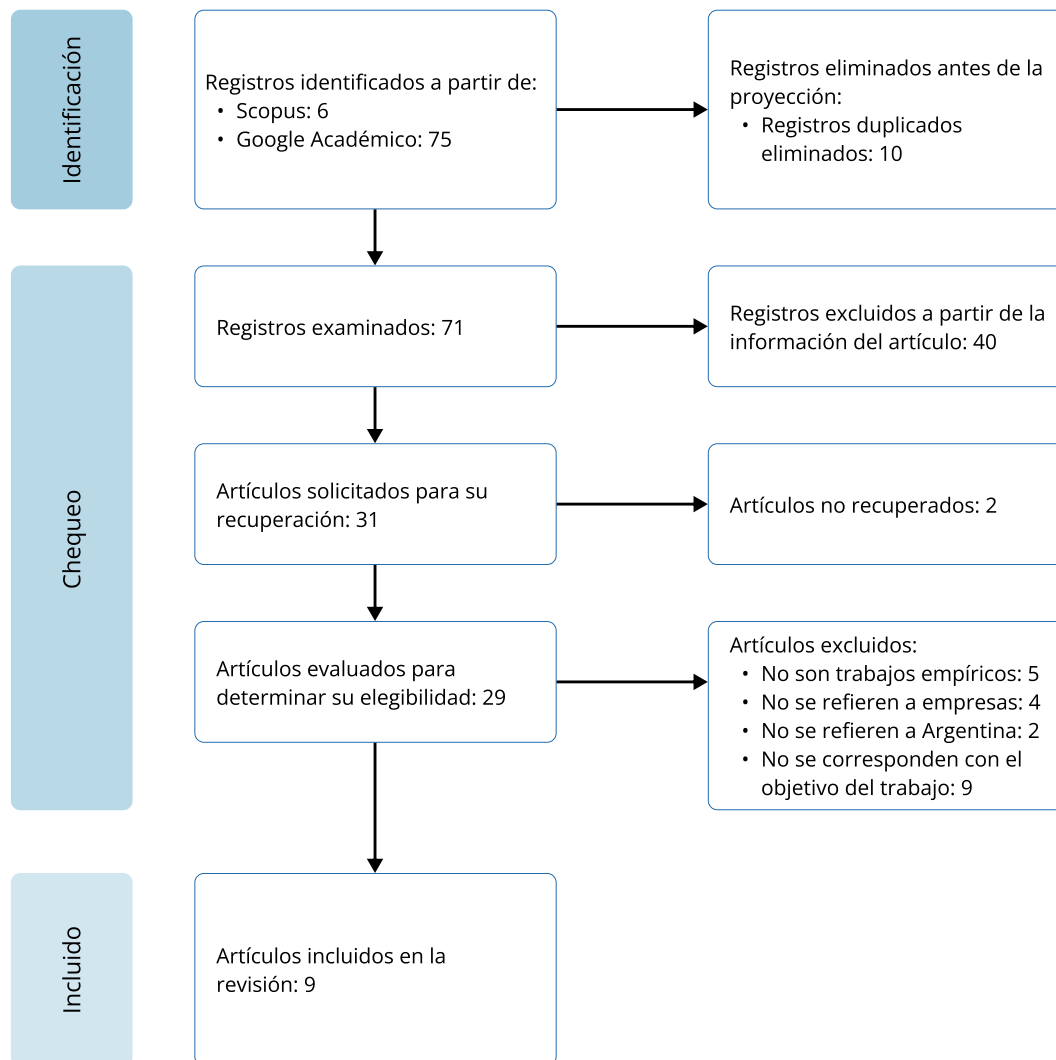 Identificación
Registros identificados a partir de:
• Scopus: 6
• Google Académico: 75
Registros eliminados antes de la
proyección:
• Registros duplicados
eliminados: 10
Chequeo
Registros examinados: 71
Registros excluidos a partir de la
información del artículo: 40
Artículos solicitados para su
recuperación: 31
Artículos no recuperados: 2
Artículos evaluados para
determinar su elegibilidad: 29
Artículos excluidos:
• No son trabajos empíricos: 5
• No se refieren a empresas: 4
• No se refieren a Argentina: 2
• No se corresponden con el
objetivo del trabajo: 9
Incluido
Artículos incluidos en la
revisión: 9